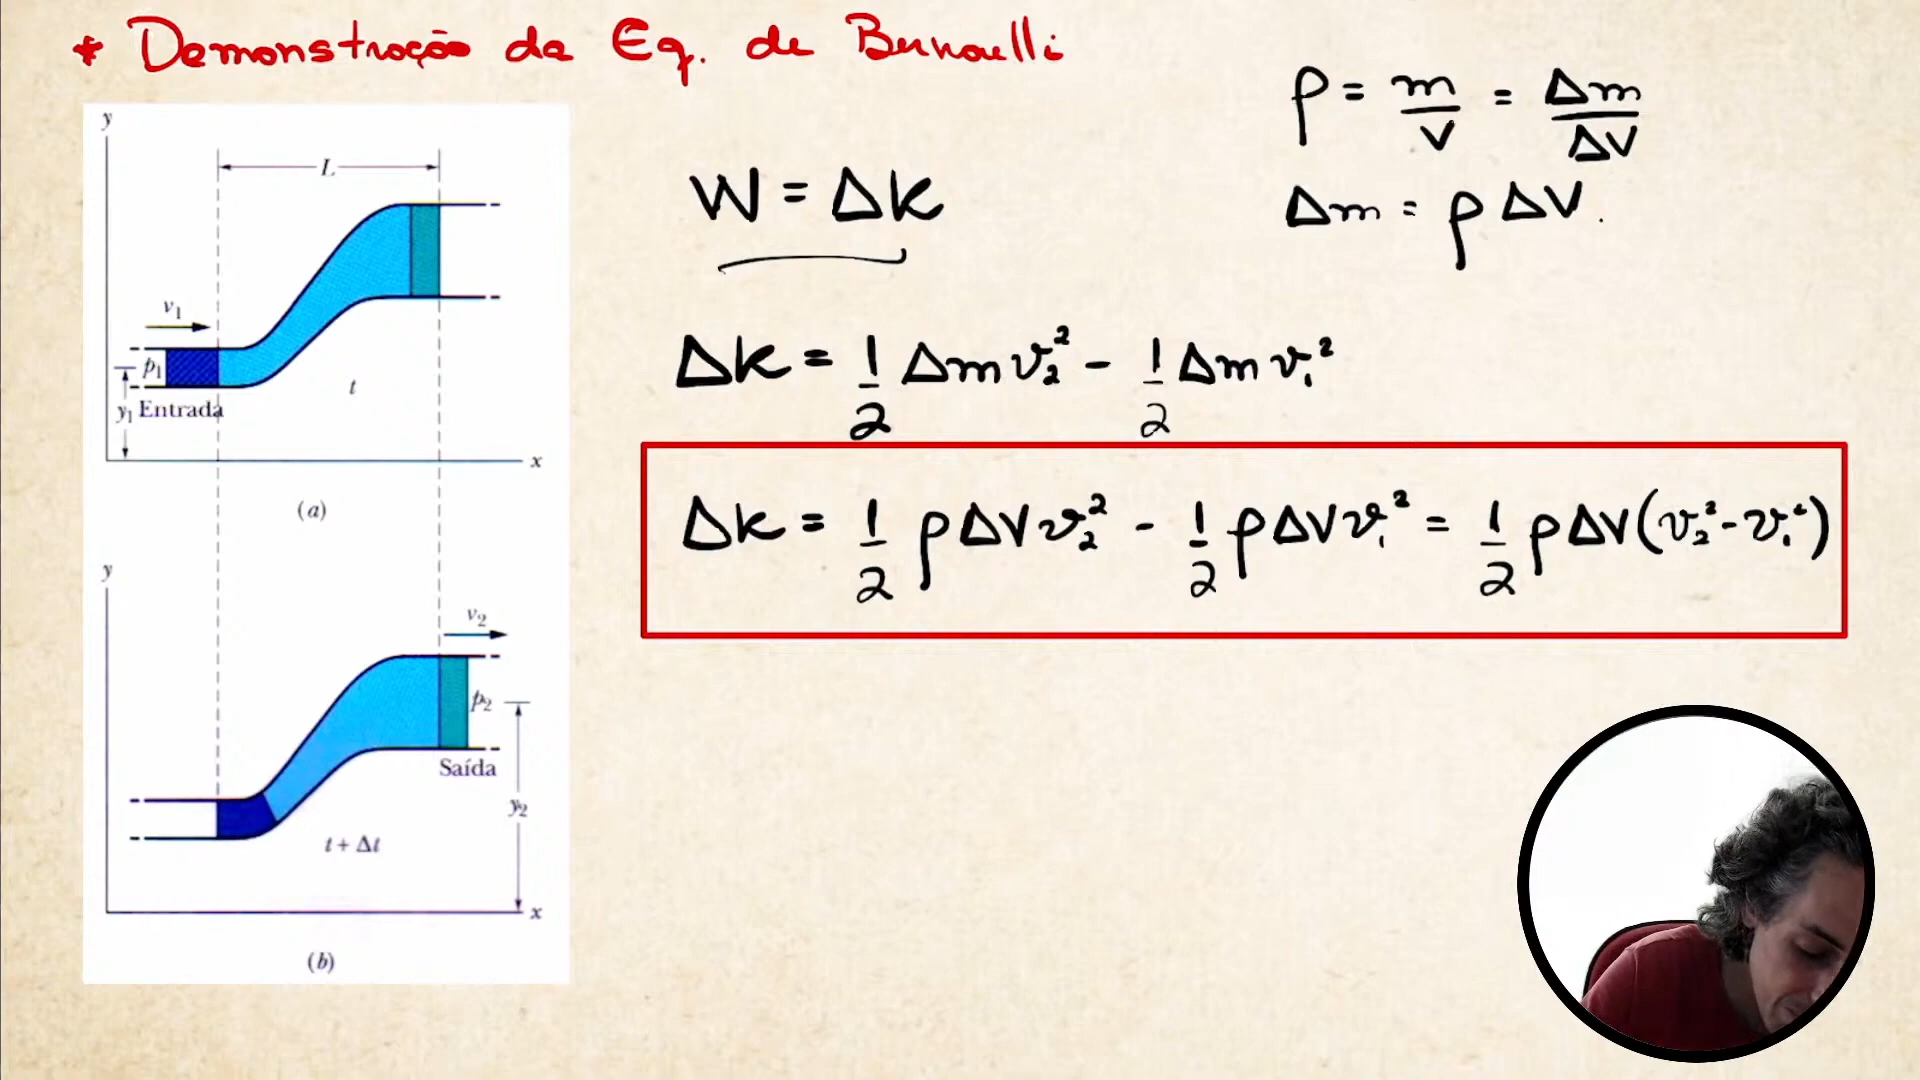 * Demonstração da Eq. de Bernoulli
ρ = m/V = Δm/ΔV
Δm = ρ ΔV.
W = Δk
Δk = 1/2 Δm v₂² - 1/2 Δm v₁²
Δk = 1/2 ρΔV v₂² - 1/2 ρΔV v₁² = 1/2 ρΔV(v₂² - v₁²)
y
L
v₁
p₁
t
y₁ Entrada
x
(a)
y
v₂
p₂
Saída
y₂
t + Δt
x
(b)